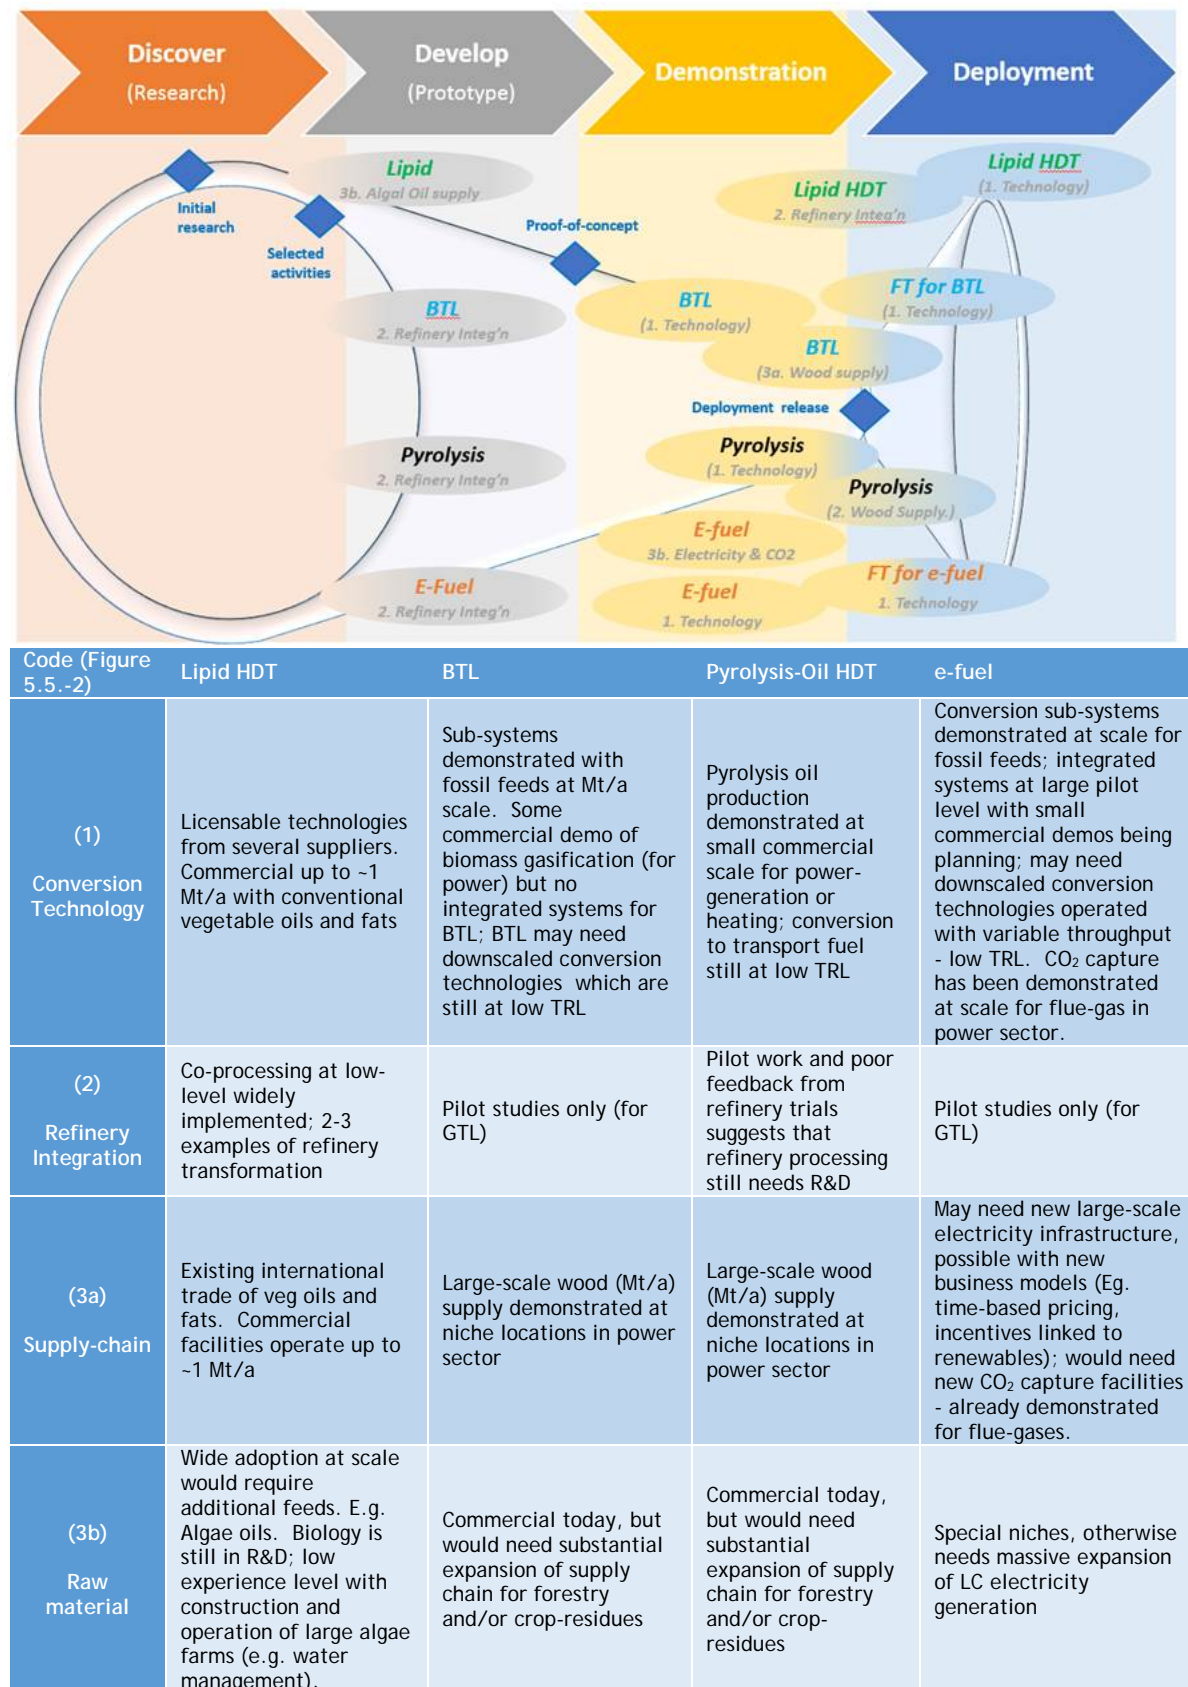 Discover
(Research)
Develop
(Prototype)
Demonstration
Deployment
Lipid
3b. Algal Oil supply
Lipid HDT
(1. Technology)
Lipid HDT
2. Refinery Integ'n
Initial
research
Selected
activities
Proof-of-concept
BTL
2. Refinery Integ'n
BTL
(1. Technology)
FT for BTL
(1. Technology)
BTL
(3a. Wood supply)
Deployment release
Pyrolysis
2. Refinery Integ'n
Pyrolysis
(1. Technology)
Pyrolysis
(2. Wood Supply.)
E-fuel
3b. Electricity & CO2
E-Fuel
2. Refinery Integ'n
E-fuel
1. Technology
FT for e-fuel
1. Technology
Code (Figure
5.5.-2)
Lipid HDT
BTL
Pyrolysis-Oil HDT
e-fuel
(1)
Conversion
Technology
Licensable technologies
from several suppliers.
Commercial up to ~1
Mt/a with conventional
vegetable oils and fats
Sub-systems
demonstrated with
fossil feeds at Mt/a
scale. Some
commercial demo of
biomass gasification (for
power) but no
integrated systems for
BTL; BTL may need
downscaled conversion
technologies which are
still at low TRL
Pyrolysis oil
production
demonstrated at
small commercial
scale for power-
generation or
heating; conversion
to transport fuel
still at low TRL
Conversion sub-systems
demonstrated at scale for
fossil feeds; integrated
systems at large pilot
level with small
commercial demos being
planning; may need
downscaled conversion
technologies operated
with variable throughput
- low TRL. CO₂ capture
has been demonstrated
at scale for flue-gas in
power sector.
(2)
Refinery
Integration
Co-processing at low-
level widely
implemented; 2-3
examples of refinery
transformation
Pilot studies only (for
GTL)
Pilot work and poor
feedback from
refinery trials
suggests that
refinery processing
still needs R&D
Pilot studies only (for
GTL)
(3a)
Supply-chain
Existing international
trade of veg oils and
fats. Commercial
facilities operate up to
~1 Mt/a
Large-scale wood (Mt/a)
supply demonstrated at
niche locations in power
sector
Large-scale wood
(Mt/a) supply
demonstrated at
niche locations in
power sector
May need new large-scale
electricity infrastructure,
possible with new
business models (Eg.
time-based pricing,
incentives linked to
renewables); would need
new CO₂ capture facilities
- already demonstrated
for flue-gases.
(3b)
Raw
material
Wide adoption at scale
would require
additional feeds. E.g.
Algae oils. Biology is
still in R&D; low
experience level with
construction and
operation of large algae
farms (e.g. water
management).
Commercial today, but
would need substantial
expansion of supply
chain for forestry
and/or crop-residues
Commercial today,
but would need
substantial
expansion of supply
chain for forestry
and/or crop-
residues
Special niches, otherwise
needs massive expansion
of LC electricity
generation